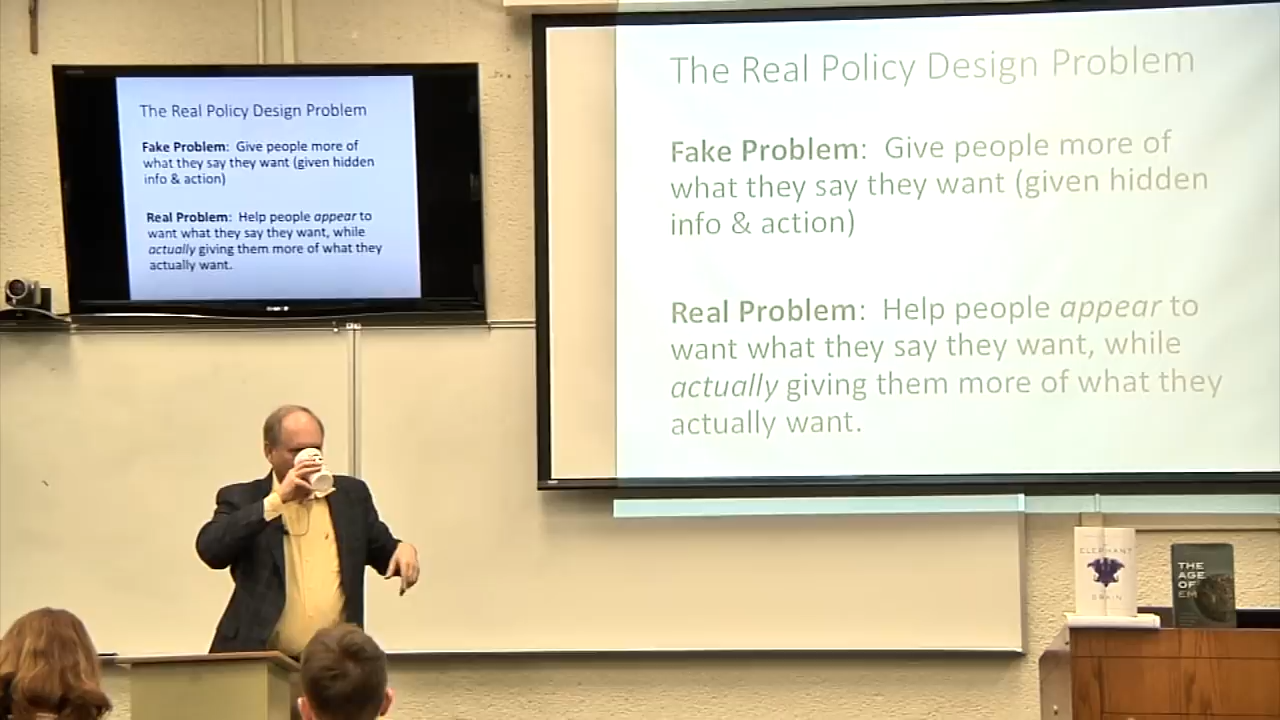 The Real Policy Design Problem
Fake Problem: Give people more of
what they say they want (given hidden
info & action)
Real Problem: Help people appear to
want what they say they want, while
actually giving them more of what they
actually want.
The Real Policy Design Problem
Fake Problem: Give people more of
what they say they want (given hidden
info & action)
Real Problem: Help people appear to
want what they say they want, while
actually giving them more of what they
actually want.
ELEPHANT
BRAIN
THE
AGE
OF
EM